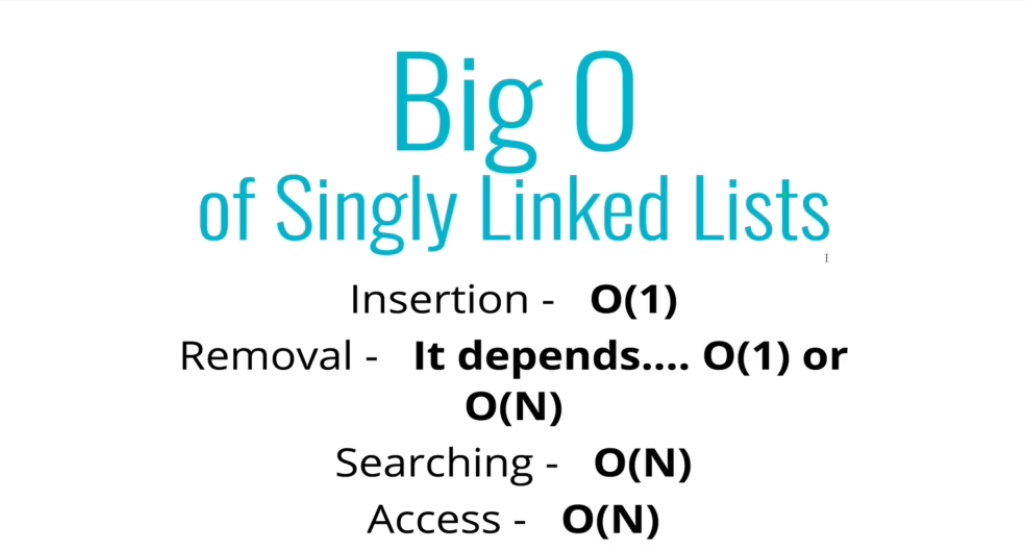 Big O
of Singly Linked Lists
Insertion - O(1)
Removal - It depends.... O(1) or
O(N)
Searching - O(N)
Access - O(N)